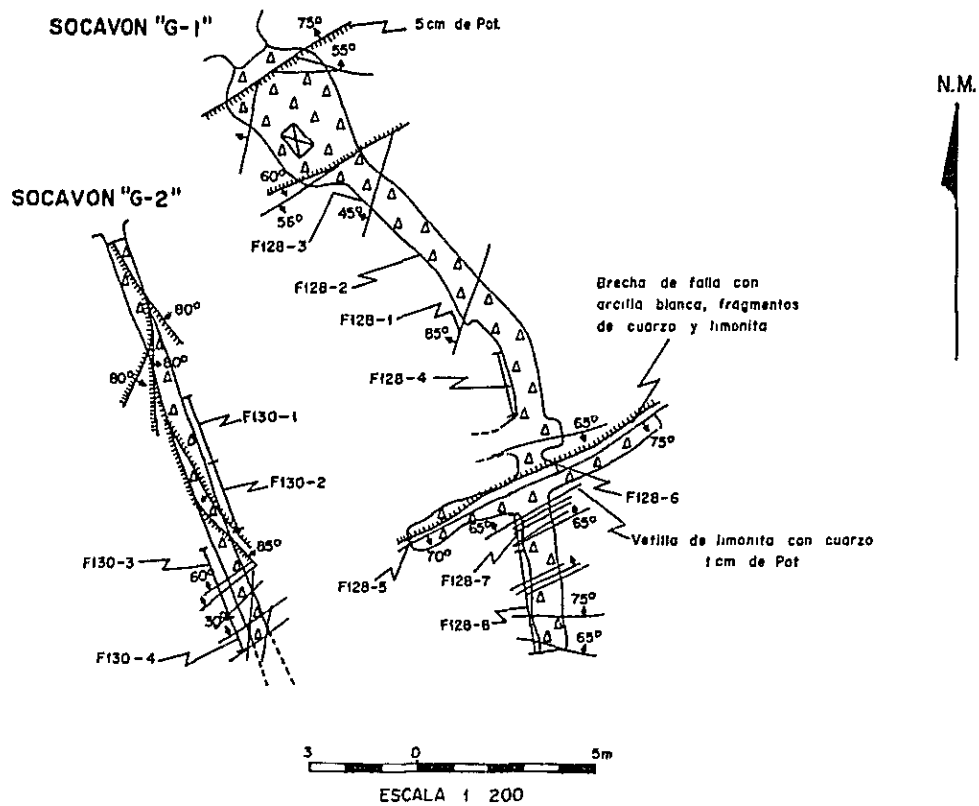 SOCAVON "G-1"
75°
5 cm de Pot.
55°
N.M.
60°
56°
45°
F128-3
SOCAVON "G-2"
F128-2
F128-1
85°
F128-4
Brecha de falla con
arcilla blanca, fragmentos
de cuarzo y limonita
80°
80°
80°
F130-1
F130-2
65°
75°
F128-6
65°
65°
70°
Vetilla de limonita con cuarzo
1 cm de Pot
F128-5
F128-7
85°
F130-3
60°
30°
F130-4
75°
F128-8
65°
3 0 5m
ESCALA 1 200